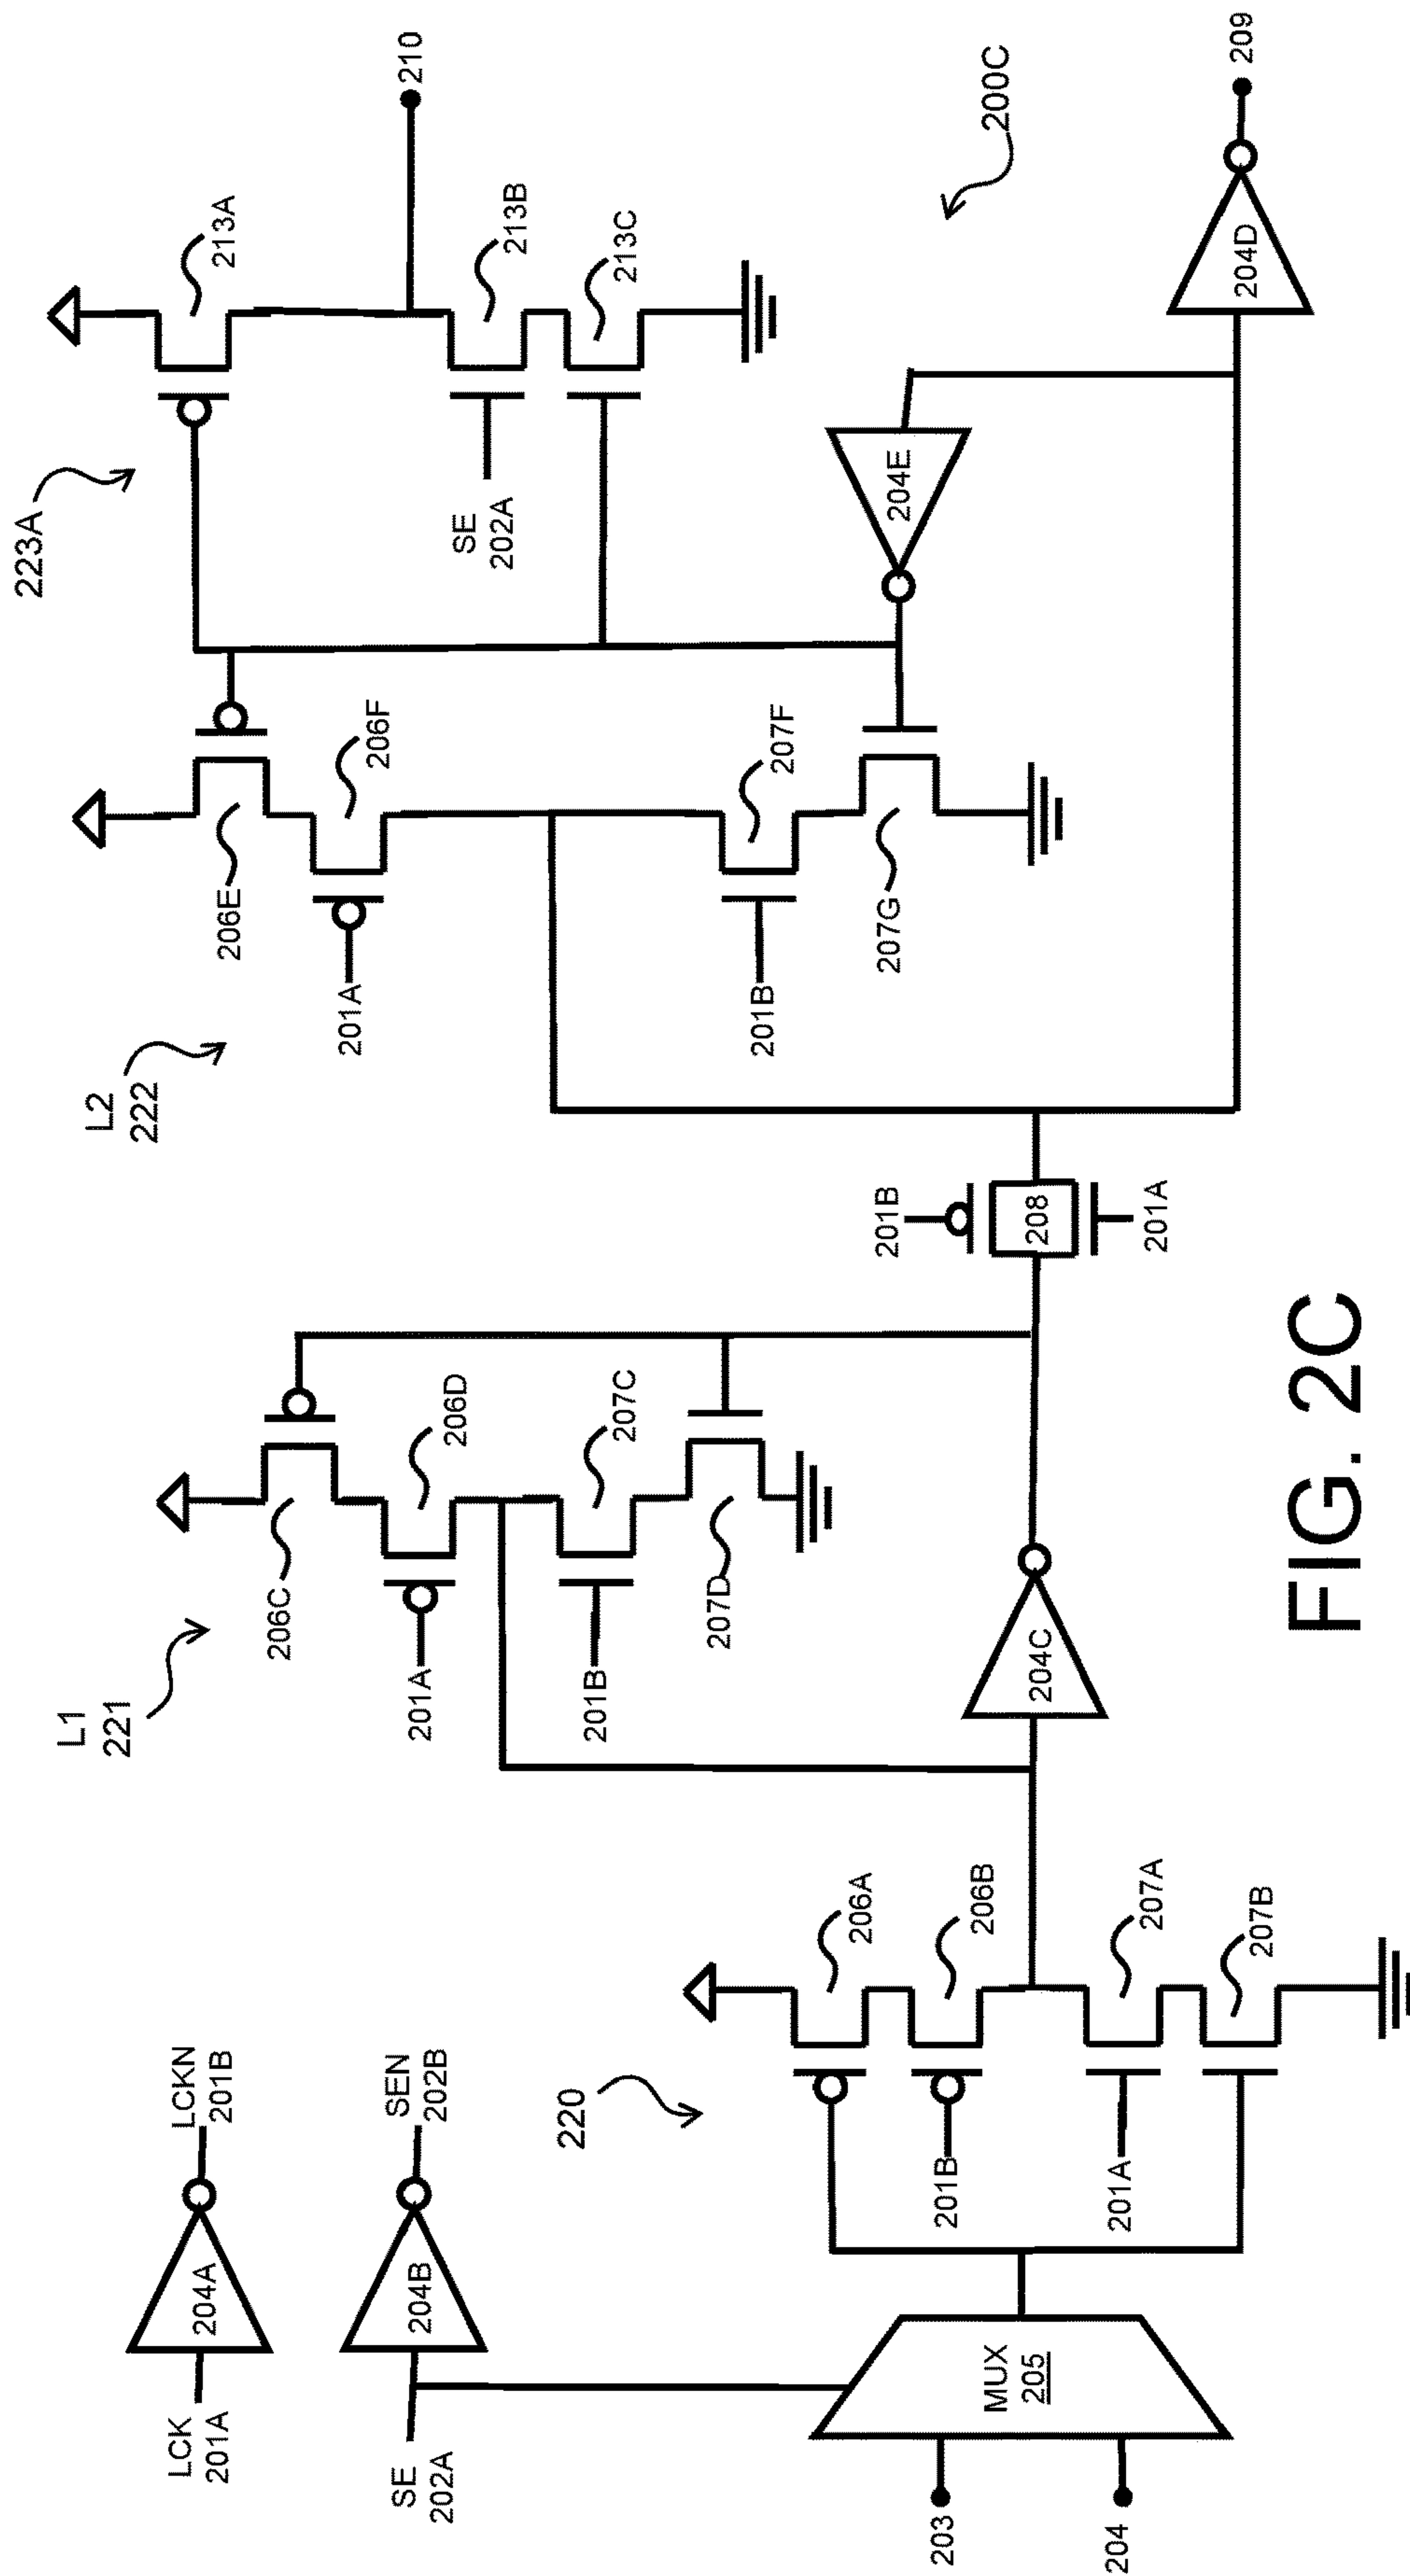 LCK
201A
204A
LCKN
201B
SE
202A
204B
SEN
202B
203
204
MUX
205
220
201B
201A
206A
206B
207A
207B
L1
221
206C
201A
206D
201B
207C
207D
204C
201B
208
201A
L2
222
206E
201A
206F
201B
207F
207G
223A
213A
SE
202A
213B
213C
210
204E
204D
209
200C
FIG. 2C